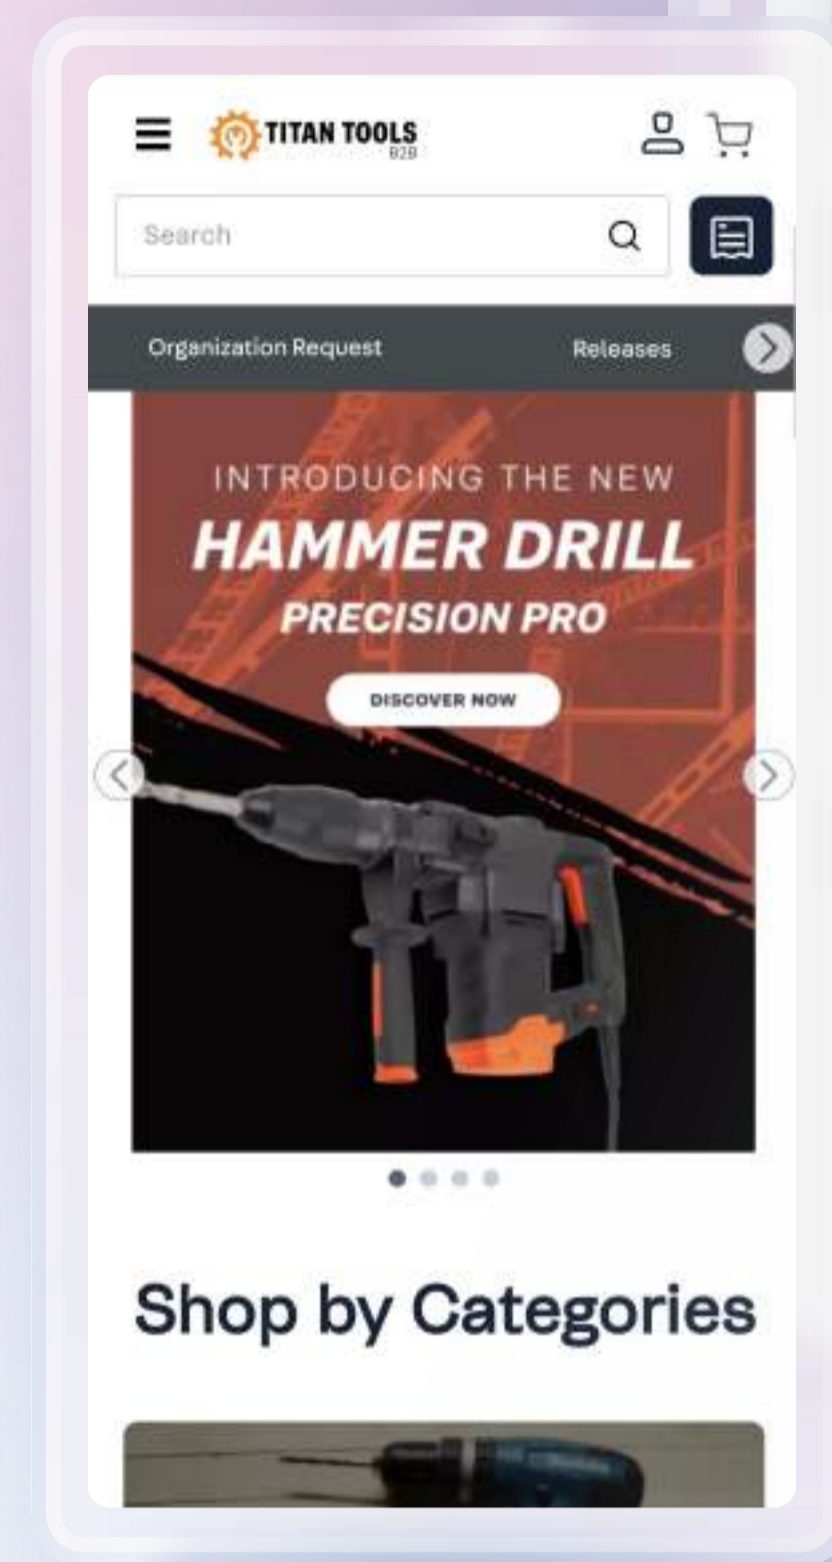 TITAN TOOLS
B2B
Search
Organization Request Releases
INTRODUCING THE NEW
HAMMER DRILL
PRECISION PRO
DISCOVER NOW
Shop by Categories